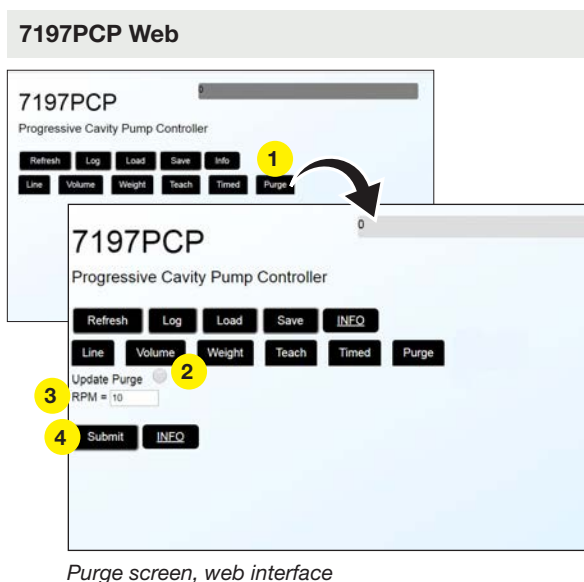 7197PCP Web
7197PCP
0
Progressive Cavity Pump Controller
Refresh Log Load Save Info
1
Line Volume Weight Teach Timed Purge
7197PCP
0
Progressive Cavity Pump Controller
Refresh Log Load Save INFO
Line Volume Weight Teach Timed Purge
Update Purge 2
3 RPM = 10
4 Submit INFO
Purge screen, web interface